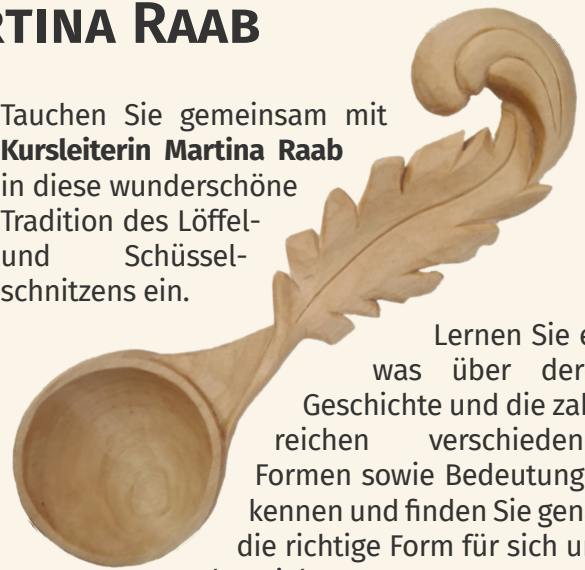 RTINA RAAB
Tauchen Sie gemeinsam mit
Kursleiterin Martina Raab
in diese wunderschöne
Tradition des Löffel-
und Schüssel-
schnitzens ein.
Lernen Sie e
was über der
Geschichte und die zal
reichen verschieden
Formen sowie Bedeutung
kennen und finden Sie gen
die richtige Form für sich u